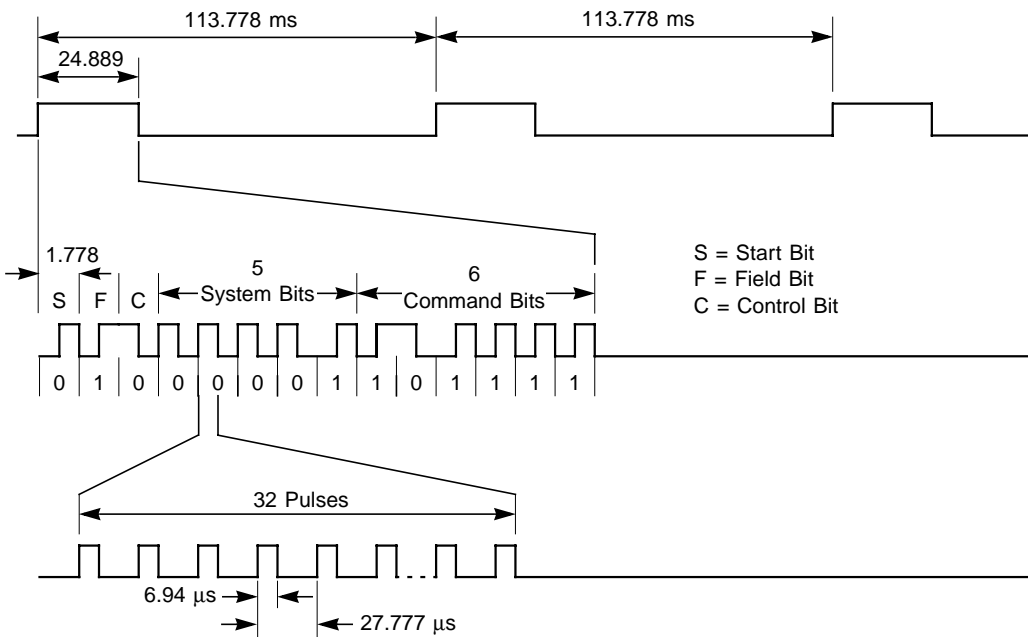 113.778 ms
113.778 ms
24.889
1.778
S F C
5
System Bits
6
Command Bits
S = Start Bit
F = Field Bit
C = Control Bit
0 1 0 0 0 0 0 1 1 0 1 1 1 1
32 Pulses
6.94 μs
27.777 μs